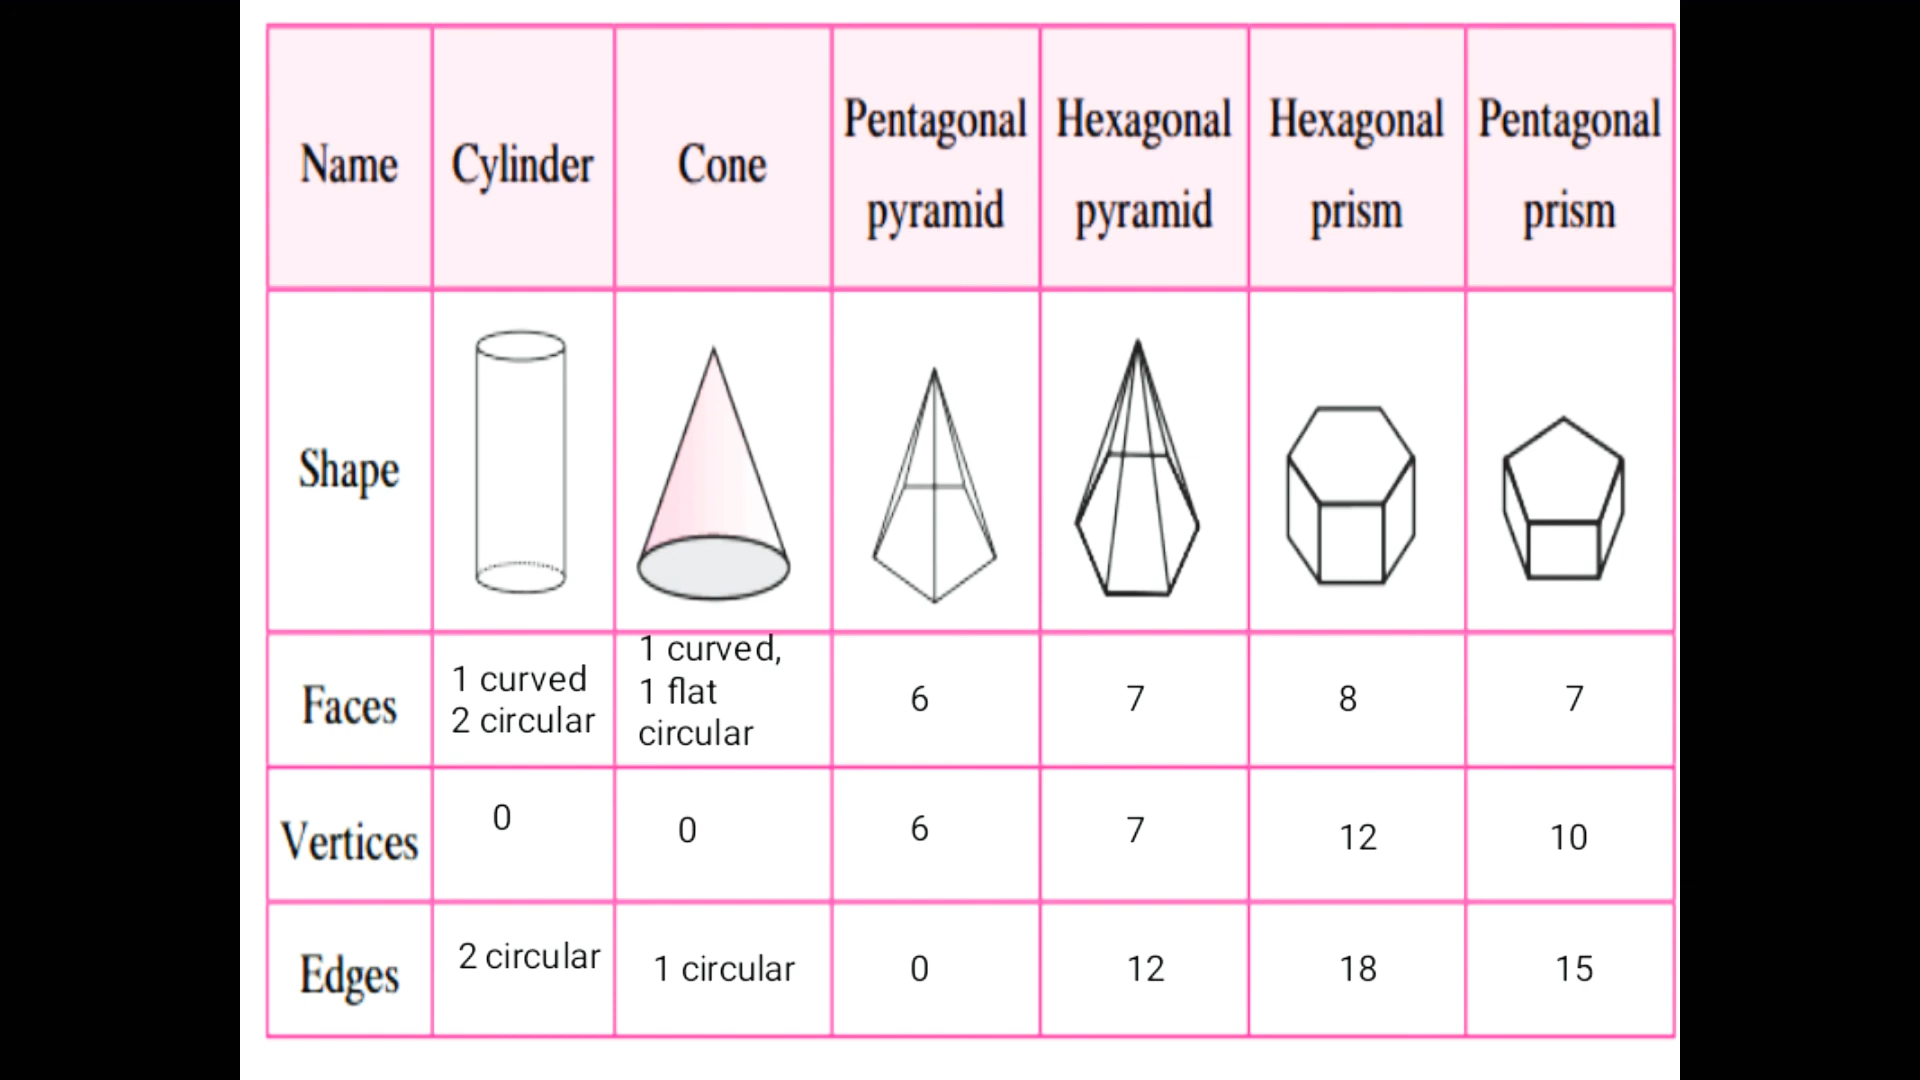 Name Cylinder Cone Pentagonal pyramid Hexagonal pyramid Hexagonal prism Pentagonal prism
Shape
Faces 1 curved 2 circular 1 curved, 1 flat circular 6 7 8 7
Vertices 0 0 6 7 12 10
Edges 2 circular 1 circular 0 12 18 15